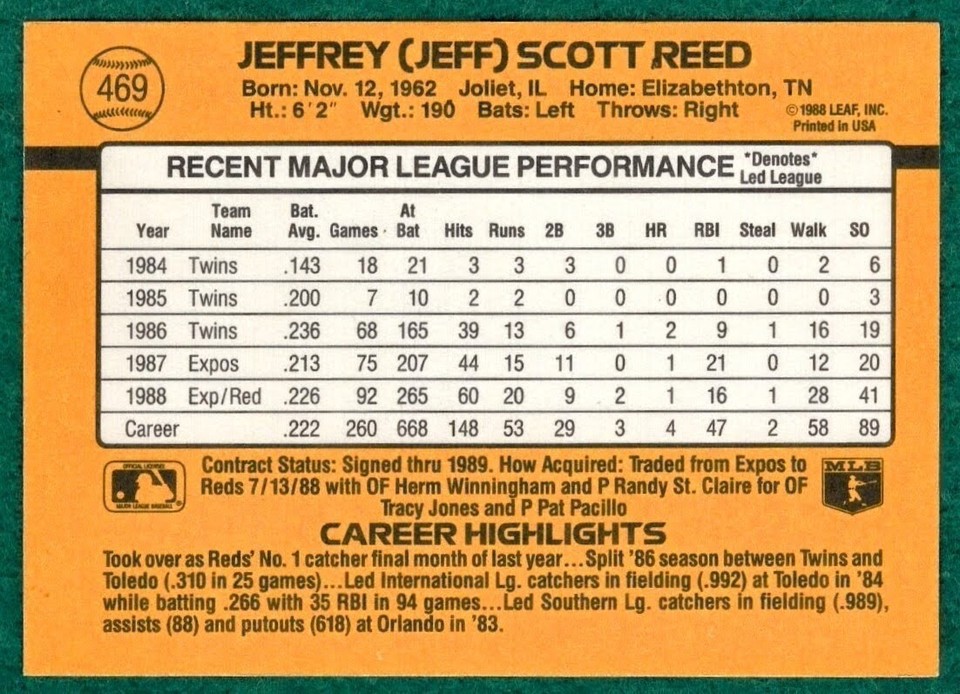 469
JEFFREY (JEFF) SCOTT REED
Born: Nov. 12, 1962 Joliet, IL Home: Elizabethton, TN
Ht.: 6'2" Wgt.: 190 Bats: Left Throws: Right
©1988 LEAF, INC.
Printed in USA
RECENT MAJOR LEAGUE PERFORMANCE
*Denotes*
Led League
Year Team Name Bat. Avg. Games At Bat Hits Runs 2B 3B HR RBI Steal Walk SO
1984 Twins .143 18 21 3 3 3 0 0 1 0 2 6
1985 Twins .200 7 10 2 2 0 0 0 0 0 0 3
1986 Twins .236 68 165 39 13 6 1 2 9 1 16 19
1987 Expos .213 75 207 44 15 11 0 1 21 0 12 20
1988 Exp/Red .226 92 265 60 20 9 2 1 16 1 28 41
Career .222 260 668 148 53 29 3 4 47 2 58 89
OFFICIAL LICENSEE
MAJOR LEAGUE BASEBALL
Contract Status: Signed thru 1989. How Acquired: Traded from Expos to
Reds 7/13/88 with OF Herm Winningham and P Randy St. Claire for OF
Tracy Jones and P Pat Pacillo
MLB
CAREER HIGHLIGHTS
Took over as Reds' No. 1 catcher final month of last year...Split '86 season between Twins and
Toledo (.310 in 25 games)...Led International Lg. catchers in fielding (.992) at Toledo in '84
while batting .266 with 35 RBI in 94 games...Led Southern Lg. catchers in fielding (.989),
assists (88) and putouts (618) at Orlando in '83.